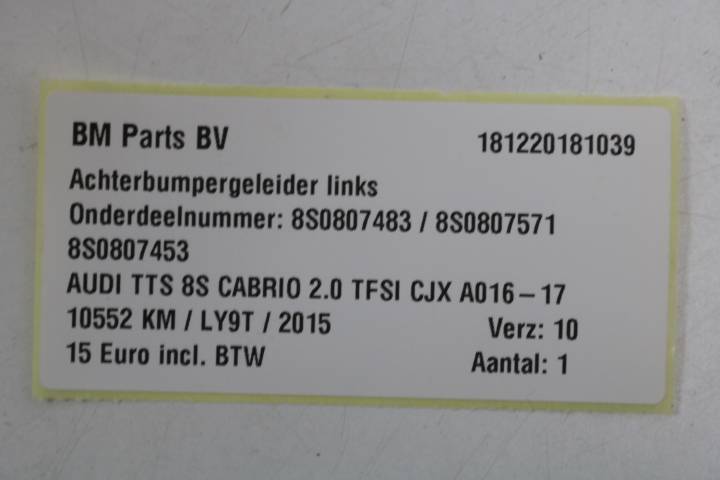 BM Parts BV 181220181039
Achterbumpergeleider links
Onderdeelnummer: 8S0807483 / 8S0807571
8S0807453
AUDI TTS 8S CABRIO 2.0 TFSI CJX A016-17
10552 KM / LY9T / 2015 Verz: 10
15 Euro incl. BTW Aantal: 1